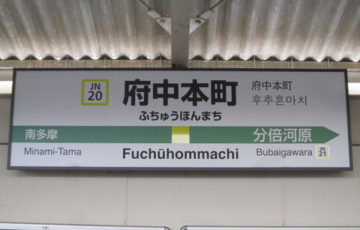 JN
20
府中本町
ふちゅうほんまち
府中本町
후추혼마치
南多摩
分倍河原
Minami-Tama
Fuchūhommachi
Bubaigawara
JN
21